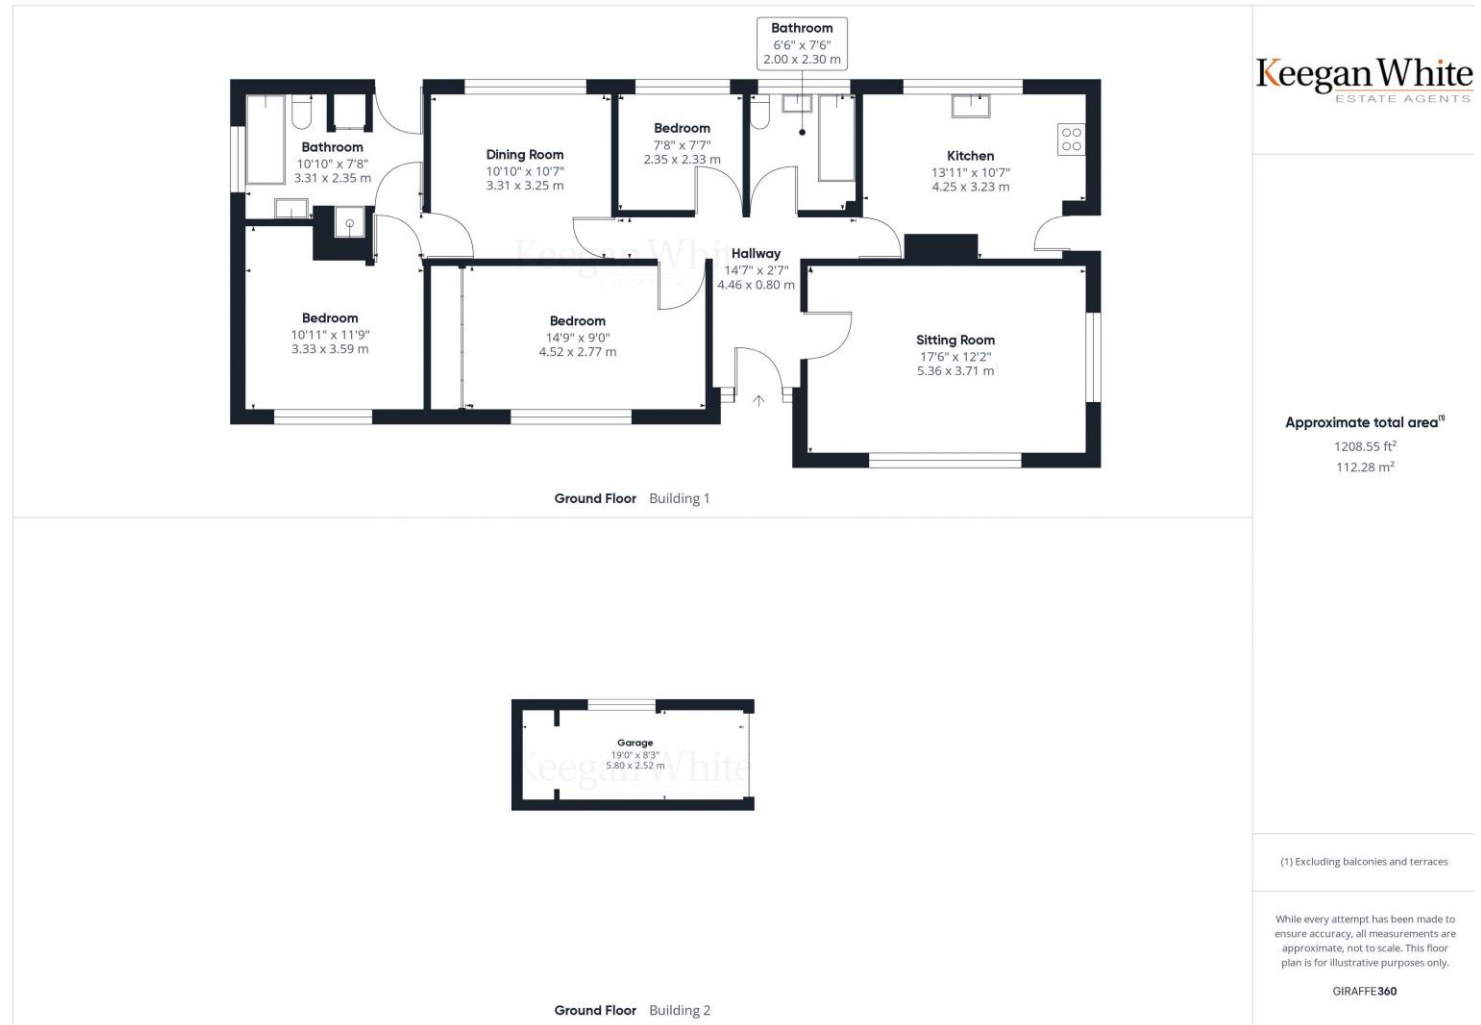 Bathroom
6'6" x 7'6"
2.00 x 2.30 m
Bathroom
10'10" x 7'8"
3.31 x 2.35 m
Dining Room
10'10" x 10'7"
3.31 x 3.25 m
Bedroom
7'8" x 7'7"
2.35 x 2.33 m
Kitchen
13'11" x 10'7"
4.25 x 3.23 m
Keegan White
Hallway
14'7" x 2'7"
4.46 x 0.80 m
Bedroom
10'11" x 11'9"
3.33 x 3.59 m
Bedroom
14'9" x 9'0"
4.52 x 2.77 m
Sitting Room
17'6" x 12'2"
5.36 x 3.71 m
Ground Floor Building 1
Garage
19'0" x 8'3"
5.80 x 2.52 m
Keegan White
Ground Floor Building 2
Keegan White
ESTATE AGENTS
Approximate total area(1)
1208.55 ft²
112.28 m²
(1) Excluding balconies and terraces
While every attempt has been made to
ensure accuracy, all measurements are
approximate, not to scale. This floor
plan is for illustrative purposes only.
GIRAFFE360